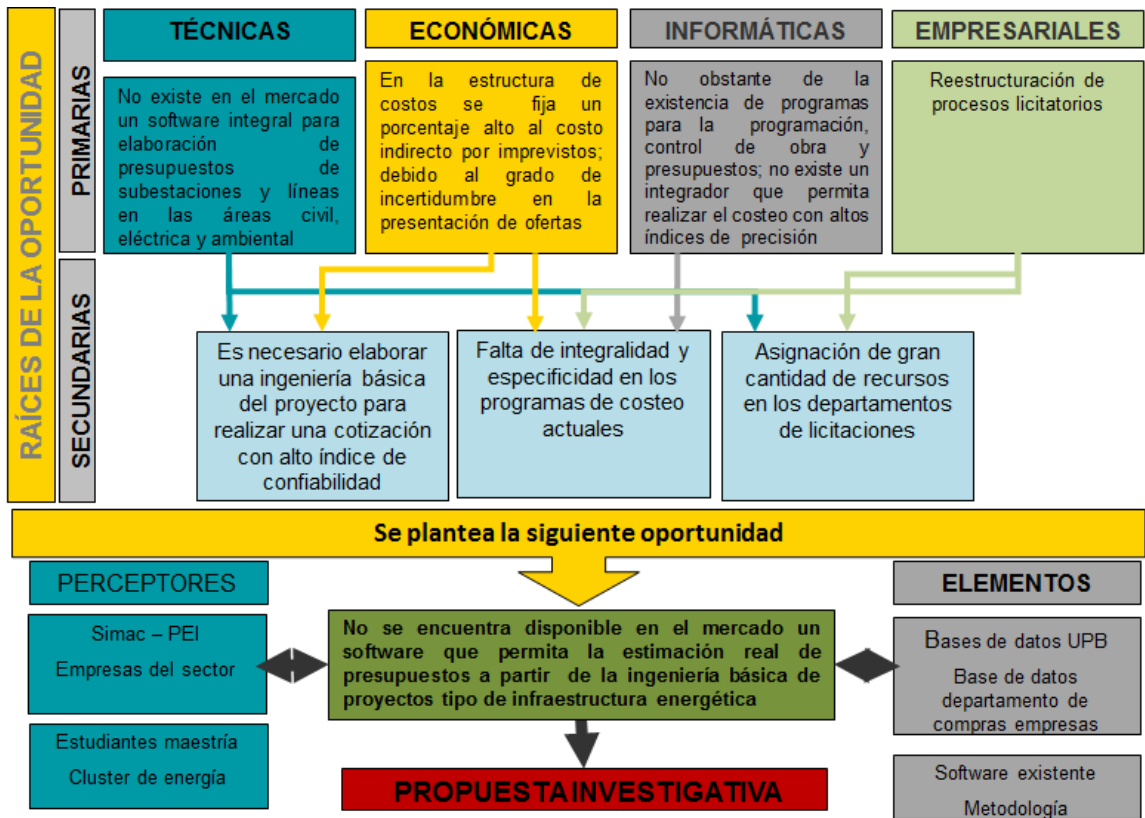 RAÍCES DE LA OPORTUNIDAD
PRIMARIAS
TÉCNICAS
No existe en el mercado
un software integral para
elaboración de
presupuestos de
subestaciones y líneas
en las áreas civil,
eléctrica y ambiental
ECONÓMICAS
En la estructura de
costos se fija un
porcentaje alto al costo
indirecto por imprevistos;
debido al grado de
incertidumbre en la
presentación de ofertas
INFORMÁTICAS
No obstante de la
existencia de programas
para la programación,
control de obra y
presupuestos; no existe un
integrador que permita
realizar el costeo con altos
índices de precisión
EMPRESARIALES
Reestructuración de
procesos licitatorios
SECUNDARIAS
Es necesario elaborar
una ingeniería básica
del proyecto para
realizar una cotización
con alto índice de
confiabilidad
Falta de integralidad y
especificidad en los
programas de costeo
actuales
Asignación de gran
cantidad de recursos
en los departamentos
de licitaciones
Se plantea la siguiente oportunidad
PERCEPTORES
Simac – PEI
Empresas del sector
Estudiantes maestría
Cluster de energía
No se encuentra disponible en el mercado un
software que permita la estimación real de
presupuestos a partir de la ingeniería básica de
proyectos tipo de infraestructura energética
PROPUESTA INVESTIGATIVA
ELEMENTOS
Bases de datos UPB
Base de datos
departamento de
compras empresas
Software existente
Metodología